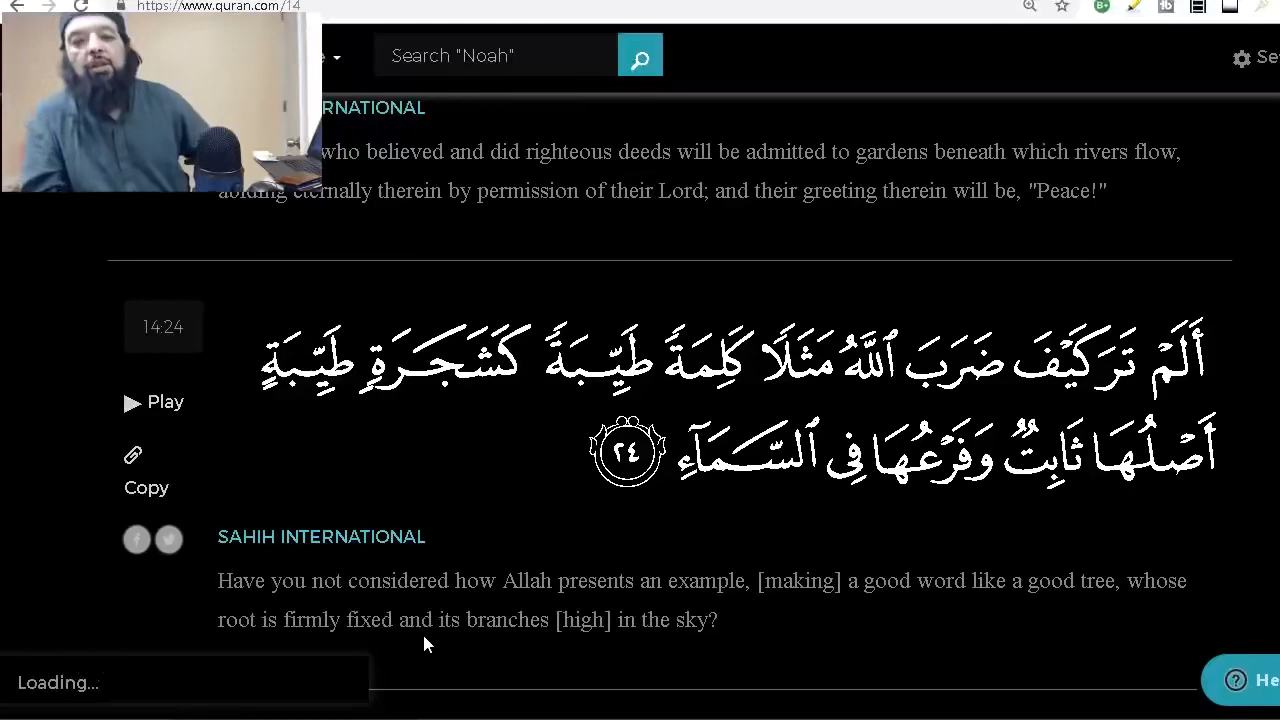 https://www.quran.com/14
Search "Noah"
RNATIONAL
who believed and did righteous deeds will be admitted to gardens beneath which rivers flow,
abiding eternally therein by permission of their Lord; and their greeting therein will be, "Peace!"
14:24
أَلَمْ تَرَ كَيْفَ ضَرَبَ ٱللَّهُ مَثَلًا كَلِمَةً طَيِّبَةً كَشَجَرَةٍ طَيِّبَةٍ
أَصْلُهَا ثَابِتٌ وَفَرْعُهَا فِى ٱلسَّمَآءِ ٢٤
Play
Copy
SAHIH INTERNATIONAL
Have you not considered how Allah presents an example, [making] a good word like a good tree, whose
root is firmly fixed and its branches [high] in the sky?
Loading...
He